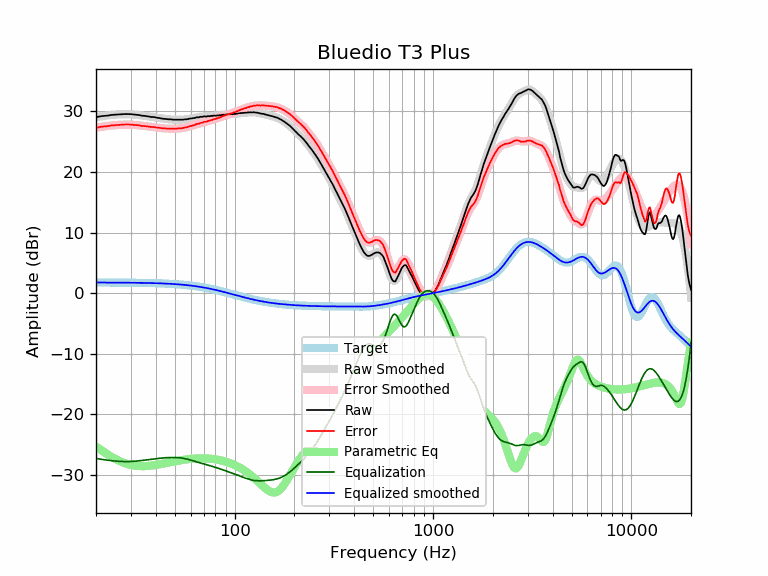 Bluedio T3 Plus
Amplitude (dBr)
30
20
10
0
−10
−20
−30
Target
Raw Smoothed
Error Smoothed
Raw
Error
Parametric Eq
Equalization
Equalized smoothed
100
1000
10000
Frequency (Hz)